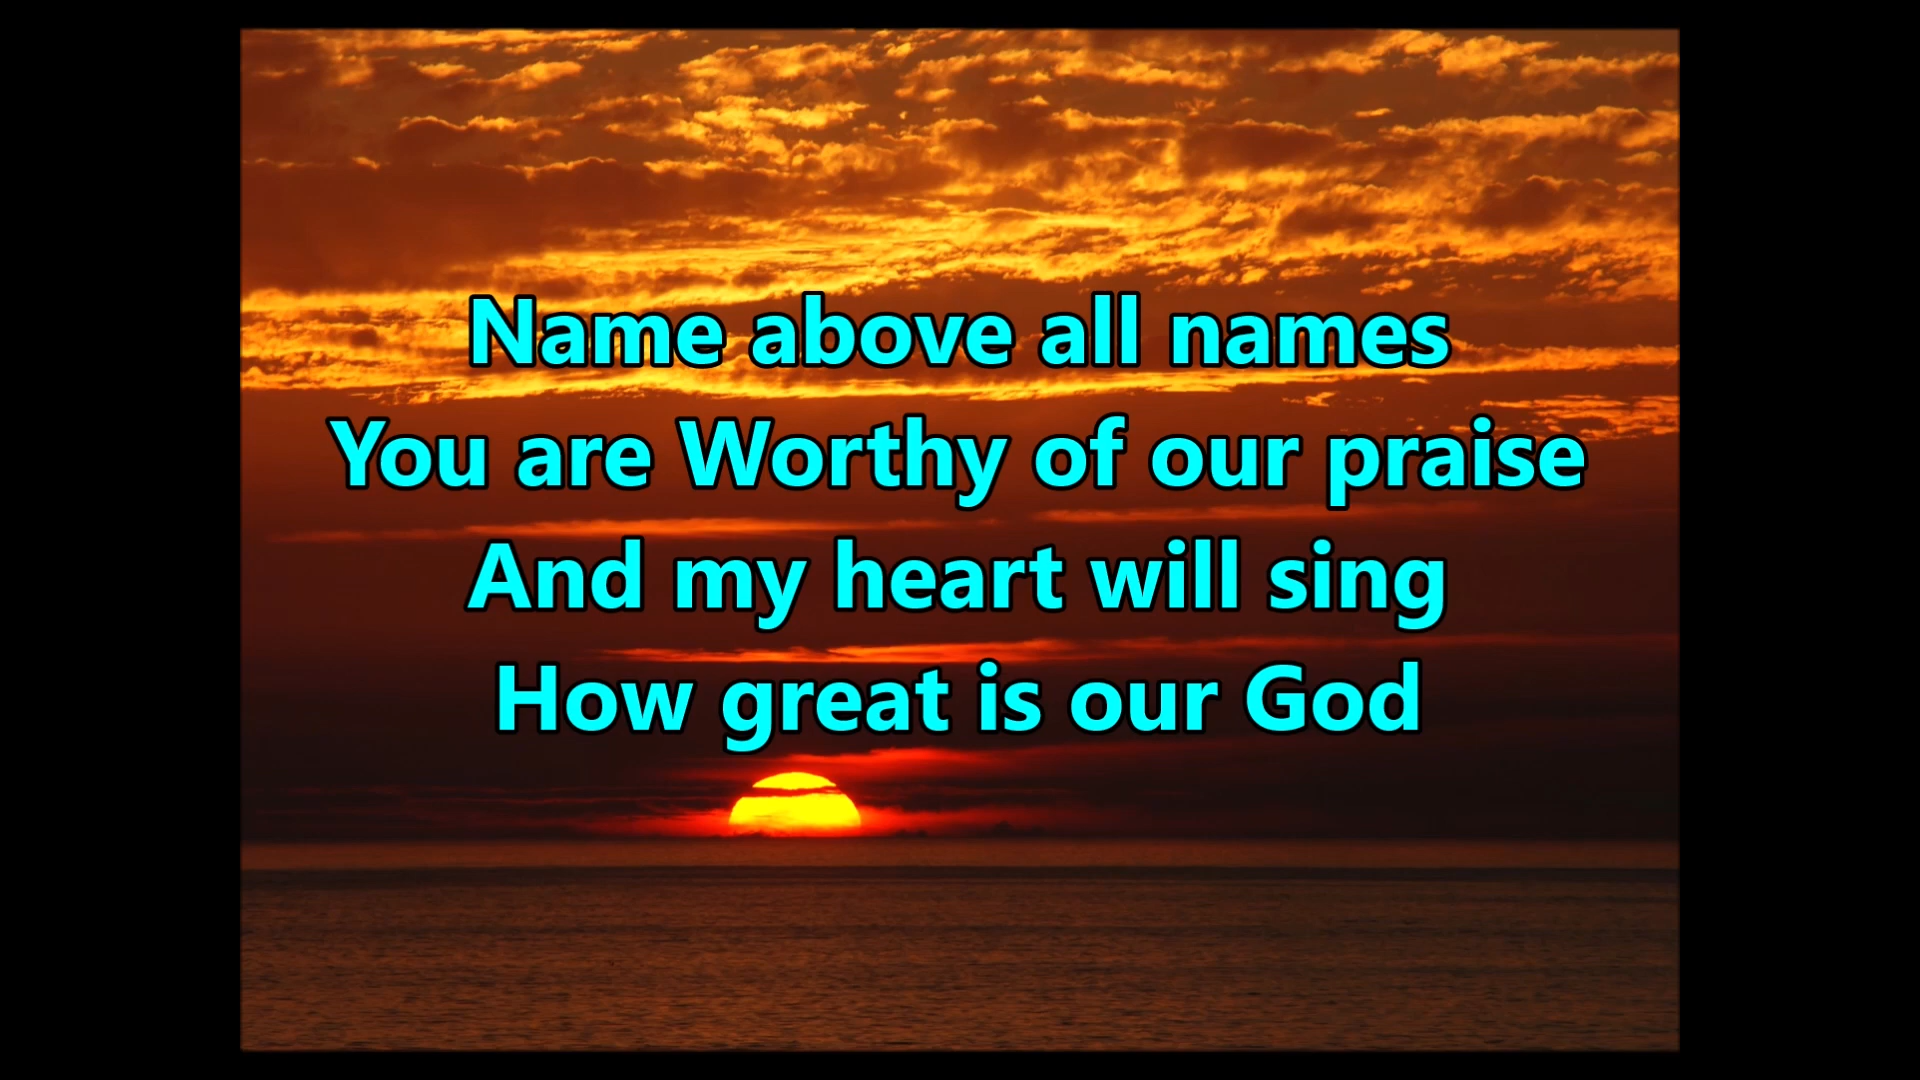 Name above all names
You are Worthy of our praise
And my heart will sing
How great is our God